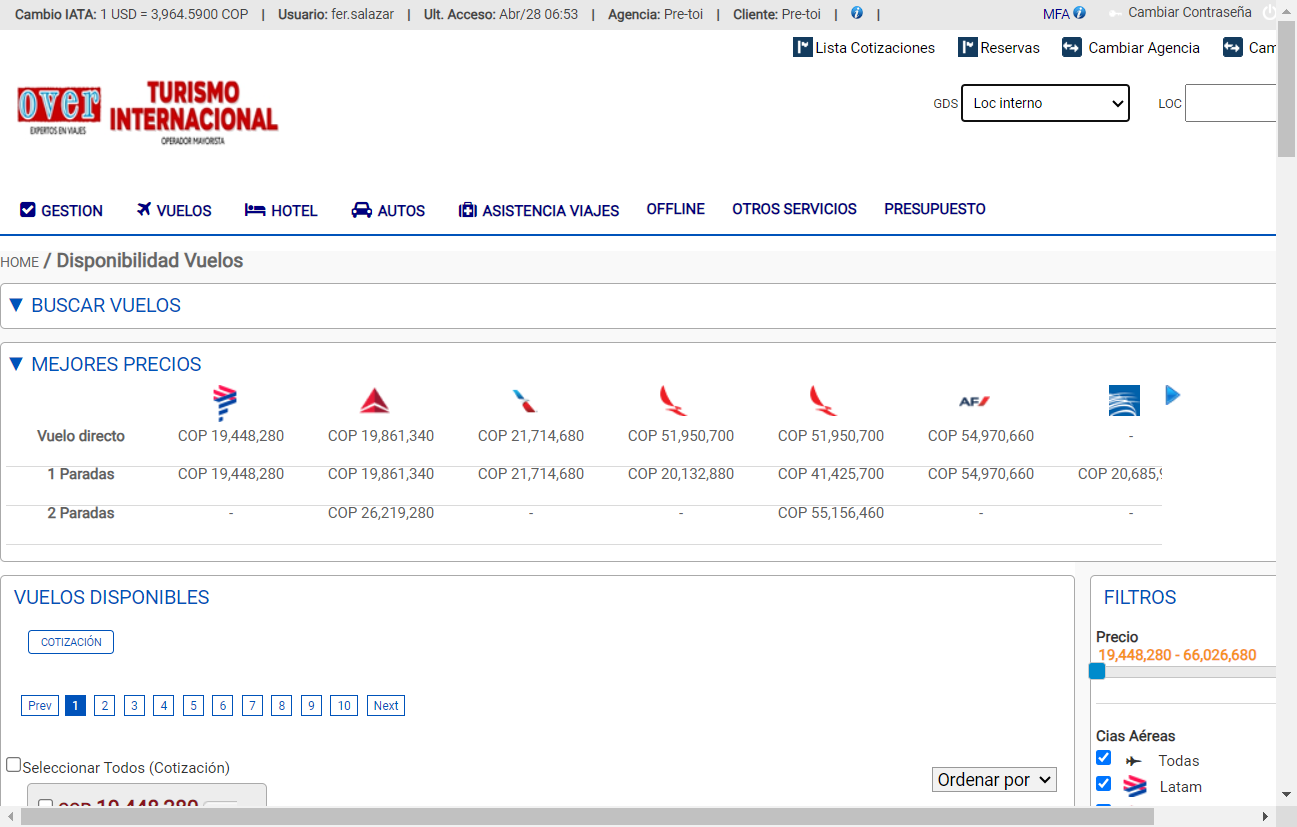 Cambio IATA: 1 USD = 3,964.5900 COP | Usuario: fer.salazar | Ult. Acceso: Abr/28 06:53 | Agencia: Pre-toi | Cliente: Pre-toi | i | MFA i Cambiar Contraseña
Lista Cotizaciones Reservas Cambiar Agencia Cam
over TURISMO INTERNACIONAL
EXPERTOS EN VIAJES OPERADOR MAYORISTA
GDS Loc interno LOC
GESTION VUELOS HOTEL AUTOS ASISTENCIA VIAJES OFFLINE OTROS SERVICIOS PRESUPUESTO
HOME / Disponibilidad Vuelos
▼ BUSCAR VUELOS
▼ MEJORES PRECIOS
AF
Vuelo directo COP 19,448,280 COP 19,861,340 COP 21,714,680 COP 51,950,700 COP 51,950,700 COP 54,970,660 -
1 Paradas COP 19,448,280 COP 19,861,340 COP 21,714,680 COP 20,132,880 COP 41,425,700 COP 54,970,660 COP 20,685,9
2 Paradas - COP 26,219,280 - - COP 55,156,460 - -
VUELOS DISPONIBLES
COTIZACIÓN
Prev 1 2 3 4 5 6 7 8 9 10 Next
Seleccionar Todos (Cotización)
Ordenar por
COP 19,448,280
FILTROS
Precio
19,448,280 - 66,026,680
Cias Aéreas
Todas
Latam